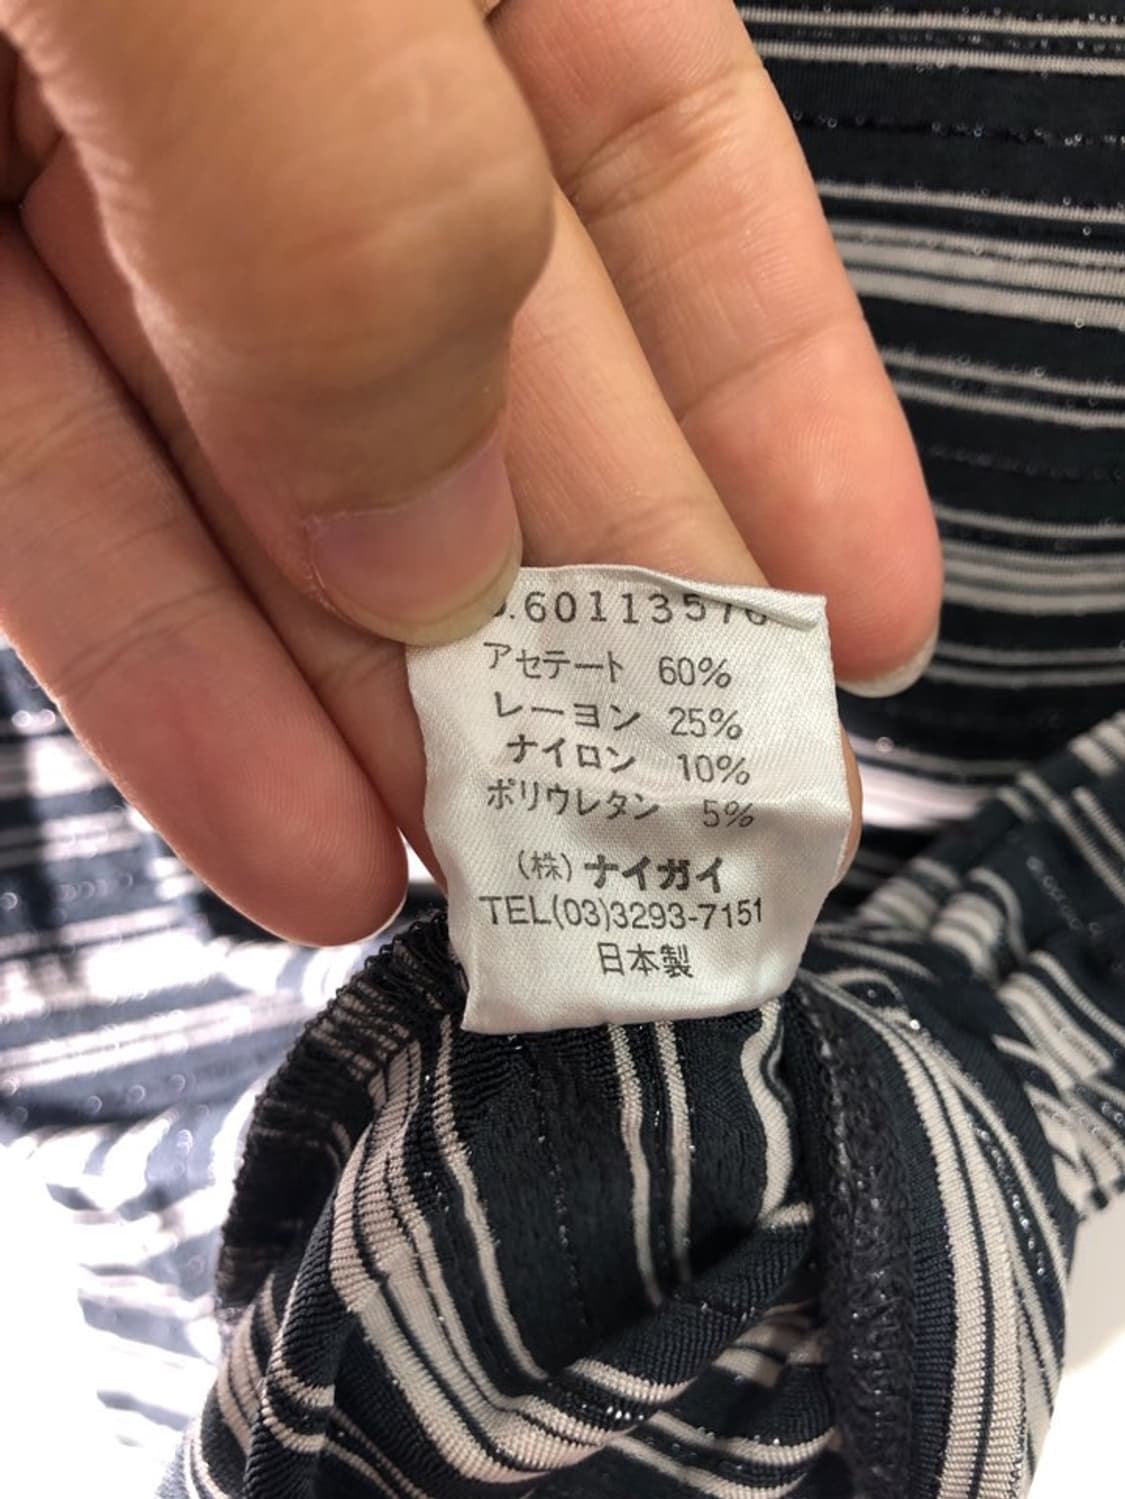 .60113576
アセテート 60%
レーヨン 25%
ナイロン 10%
ポリウレタン 5%
(株)ナイガイ
TEL(03)3293-7151
日本製